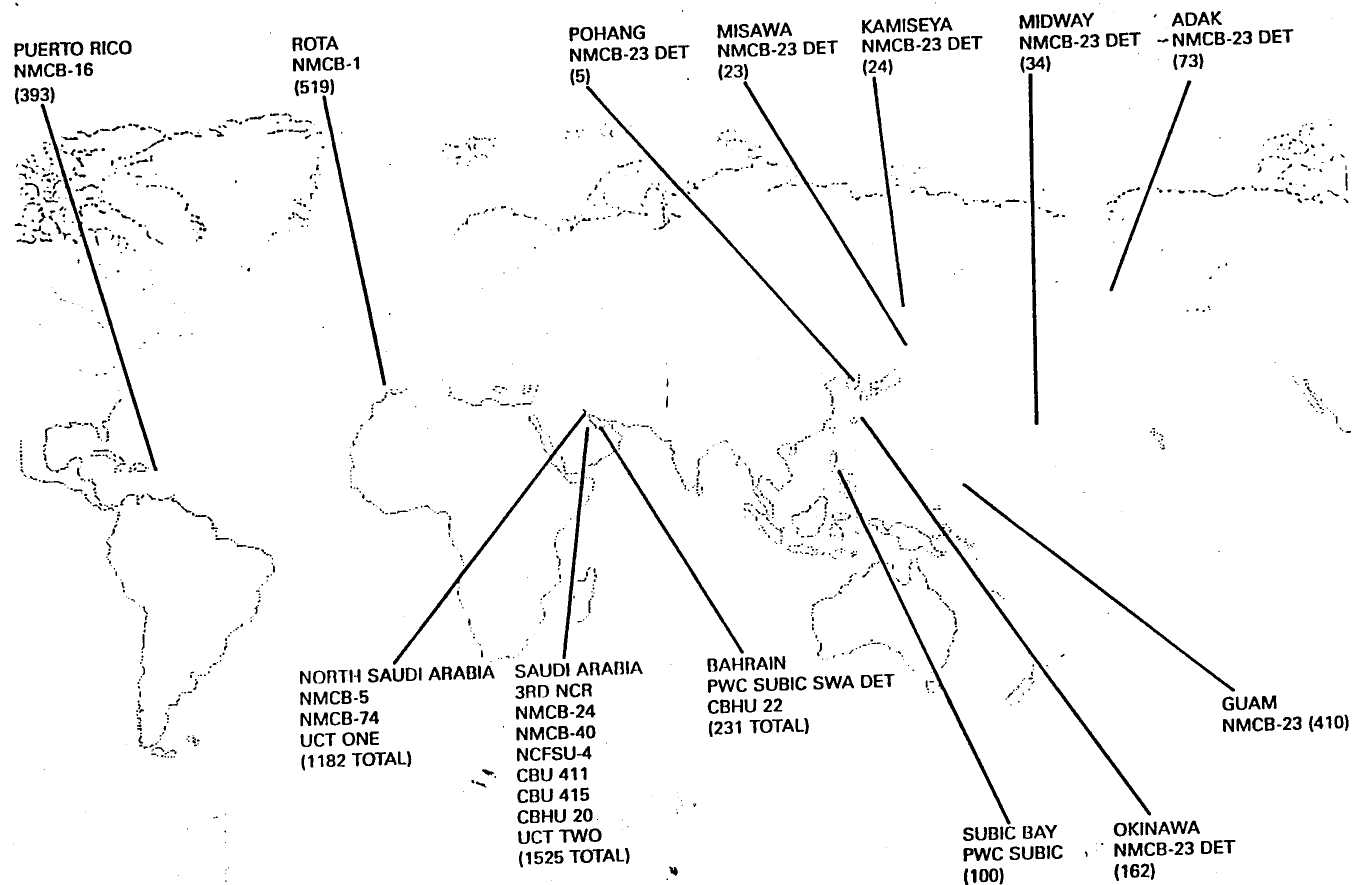 PUERTO RICO
NMCB-16
(393)
ROTA
NMCB-1
(519)
POHANG
NMCB-23 DET
(5)
MISAWA
NMCB-23 DET
(23)
KAMISEYA
NMCB-23 DET
(24)
MIDWAY
NMCB-23 DET
(34)
ADAK
NMCB-23 DET
(73)
NORTH SAUDI ARABIA
NMCB-5
NMCB-74
UCT ONE
(1182 TOTAL)
SAUDI ARABIA
3RD NCR
NMCB-24
NMCB-40
NCFSU-4
CBU 411
CBU 415
CBHU 20
UCT TWO
(1525 TOTAL)
BAHRAIN
PWC SUBIC SWA DET
CBHU 22
(231 TOTAL)
GUAM
NMCB-23 (410)
SUBIC BAY
PWC SUBIC
(100)
OKINAWA
NMCB-23 DET
(162)